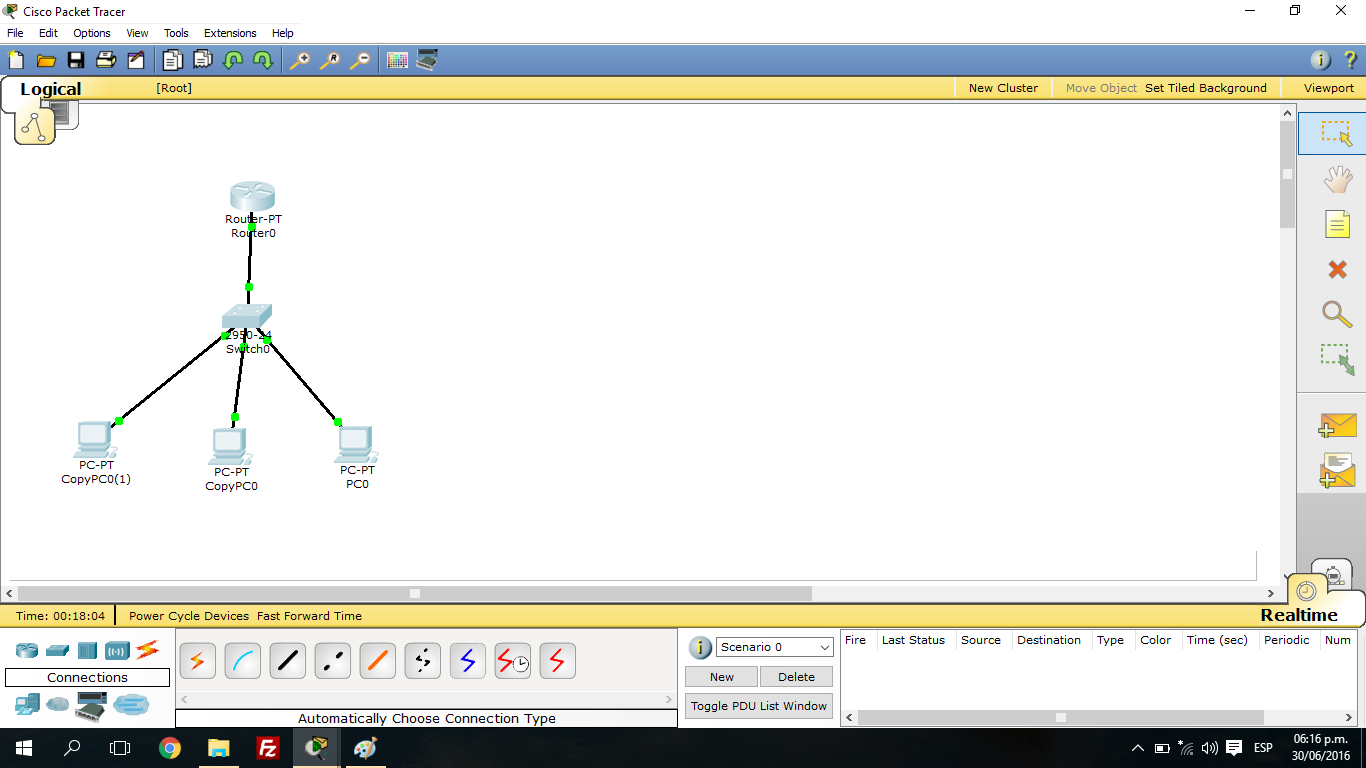 Cisco Packet Tracer
File Edit Options View Tools Extensions Help
Logical [Root] New Cluster Move Object Set Tiled Background Viewport
Router-PT
Router0
2950-24
Switch0
PC-PT
CopyPC0(1)
PC-PT
CopyPC0
PC-PT
PC0
Time: 00:18:04 Power Cycle Devices Fast Forward Time
Realtime
Scenario 0
Fire Last Status Source Destination Type Color Time (sec) Periodic Num
Connections
New Delete
Toggle PDU List Window
Automatically Choose Connection Type
ESP
06:16 p.m.
30/06/2016